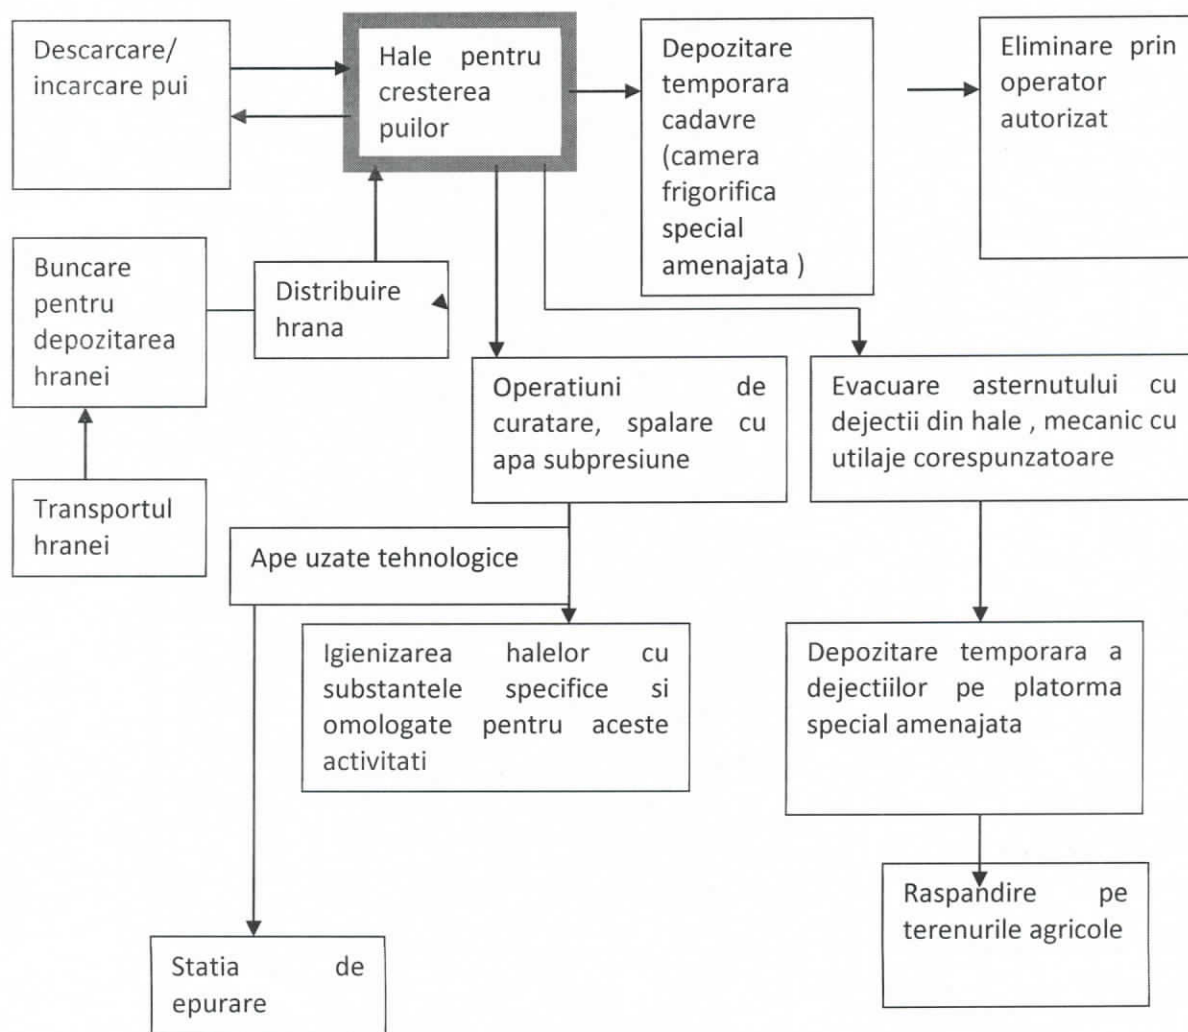 Descarcare/
incarcare pui
Hale pentru
cresterea
puilor
Depozitare
temporara
cadavre
(camera
frigorifica
special
amenajata )
Eliminare prin
operator
autorizat
Buncare
pentru
depozitarea
hranei
Distribuire
hrana
Transportul
hranei
Operatiuni de
curatare, spalare cu
apa subpresiune
Evacuare asternutului cu
dejectii din hale , mecanic cu
utilaje corespunzatoare
Ape uzate tehnologice
Igienizarea halelor cu
substantele specifice si
omologate pentru aceste
activitati
Depozitare temporara a
dejectiilor pe platorma
special amenajata
Raspandire pe
terenurile agricole
Statia de
epurare